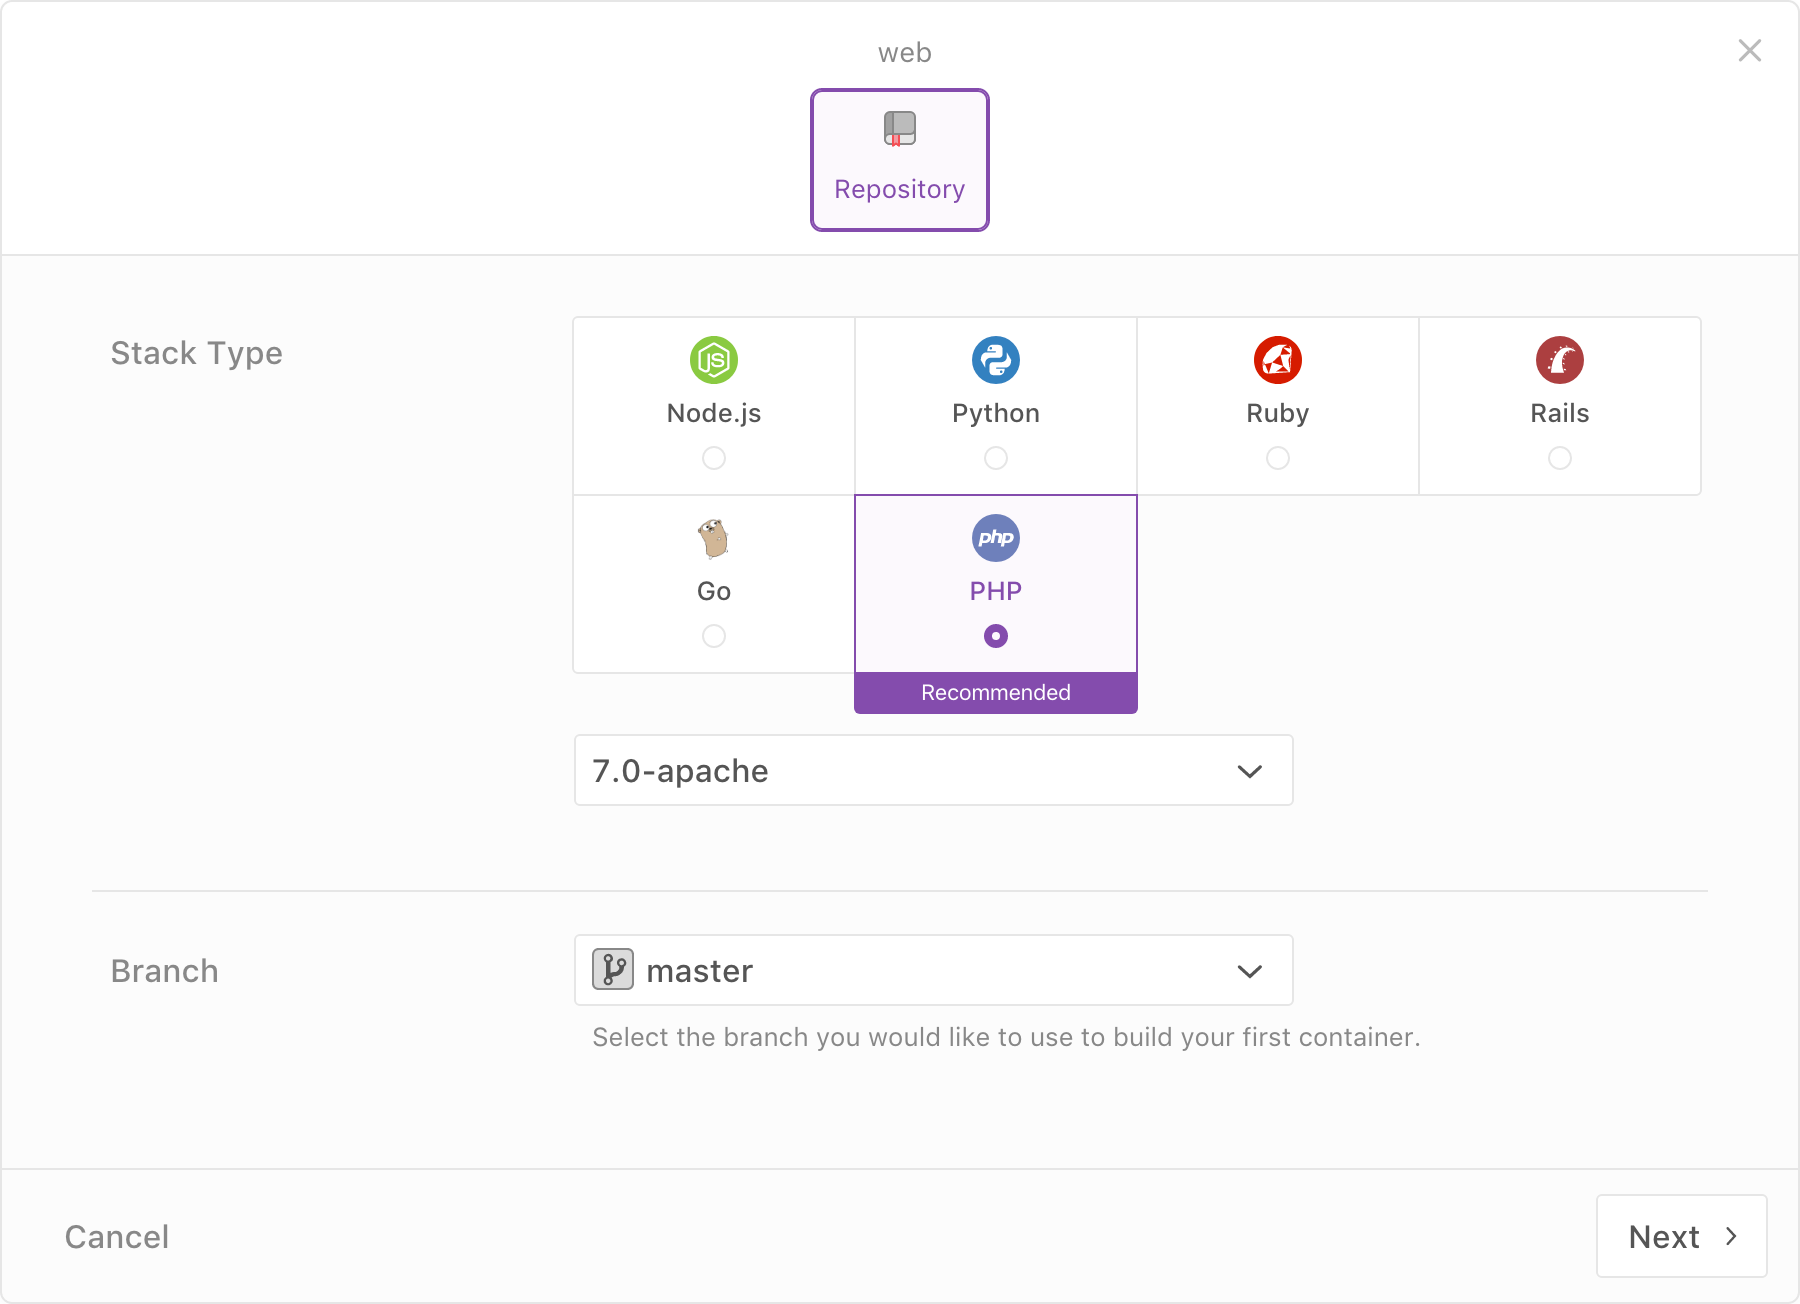 web
Repository
Stack Type
JS
Node.js
Python
Ruby
Rails
Go
php
PHP
Recommended
7.0-apache
Branch
master
Select the branch you would like to use to build your first container.
Cancel
Next